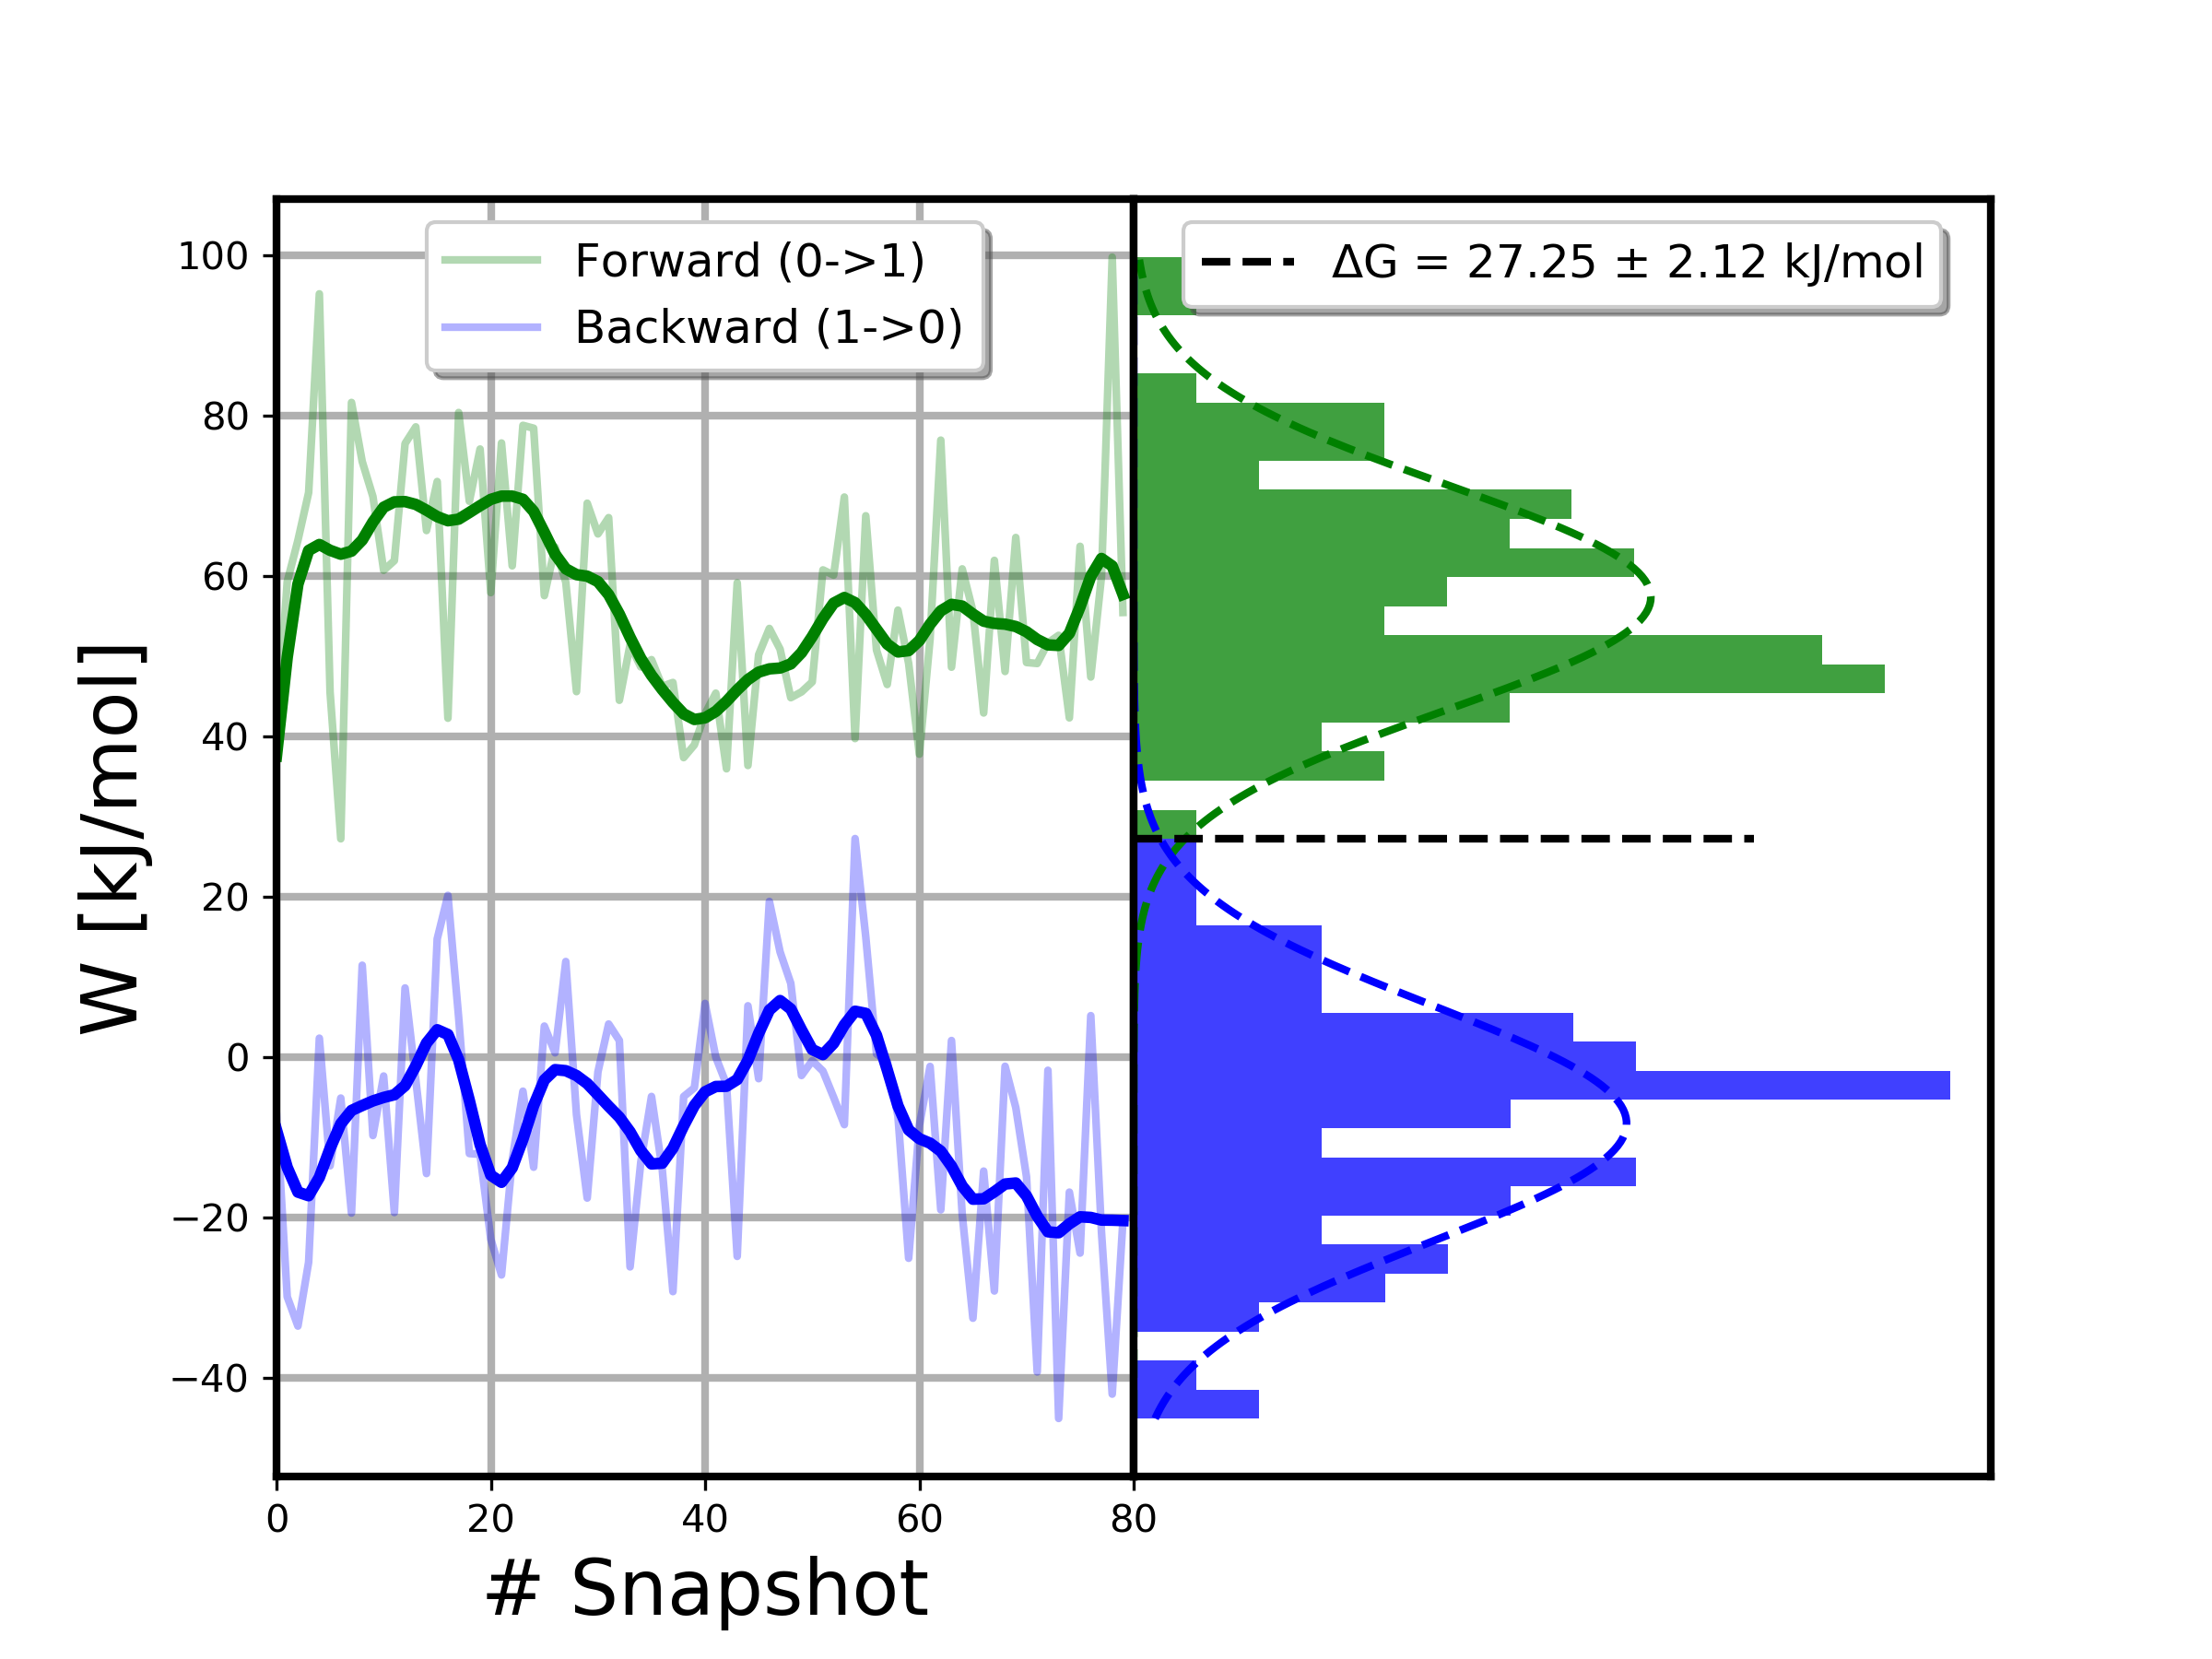 Forward (0->1)
Backward (1->0)
ΔG = 27.25 ± 2.12 kJ/mol
W [kJ/mol]
100
80
60
40
20
0
−20
−40
0 20 40 60 80
# Snapshot